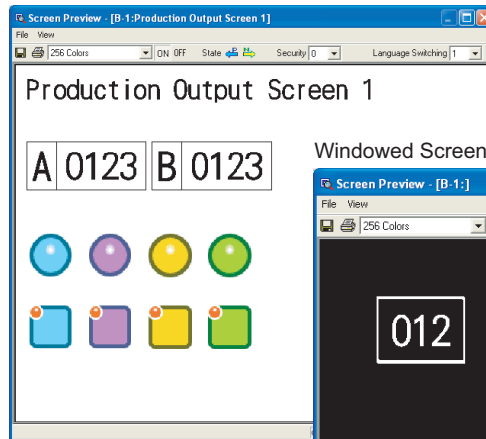 Screen Preview - [B-1:Production Output Screen 1]
File View
256 Colors ON OFF State Security 0 Language Switching 1
Production Output Screen 1
A 0123 B 0123
Windowed Screen
Screen Preview - [B-1:]
File View
256 Colors
012